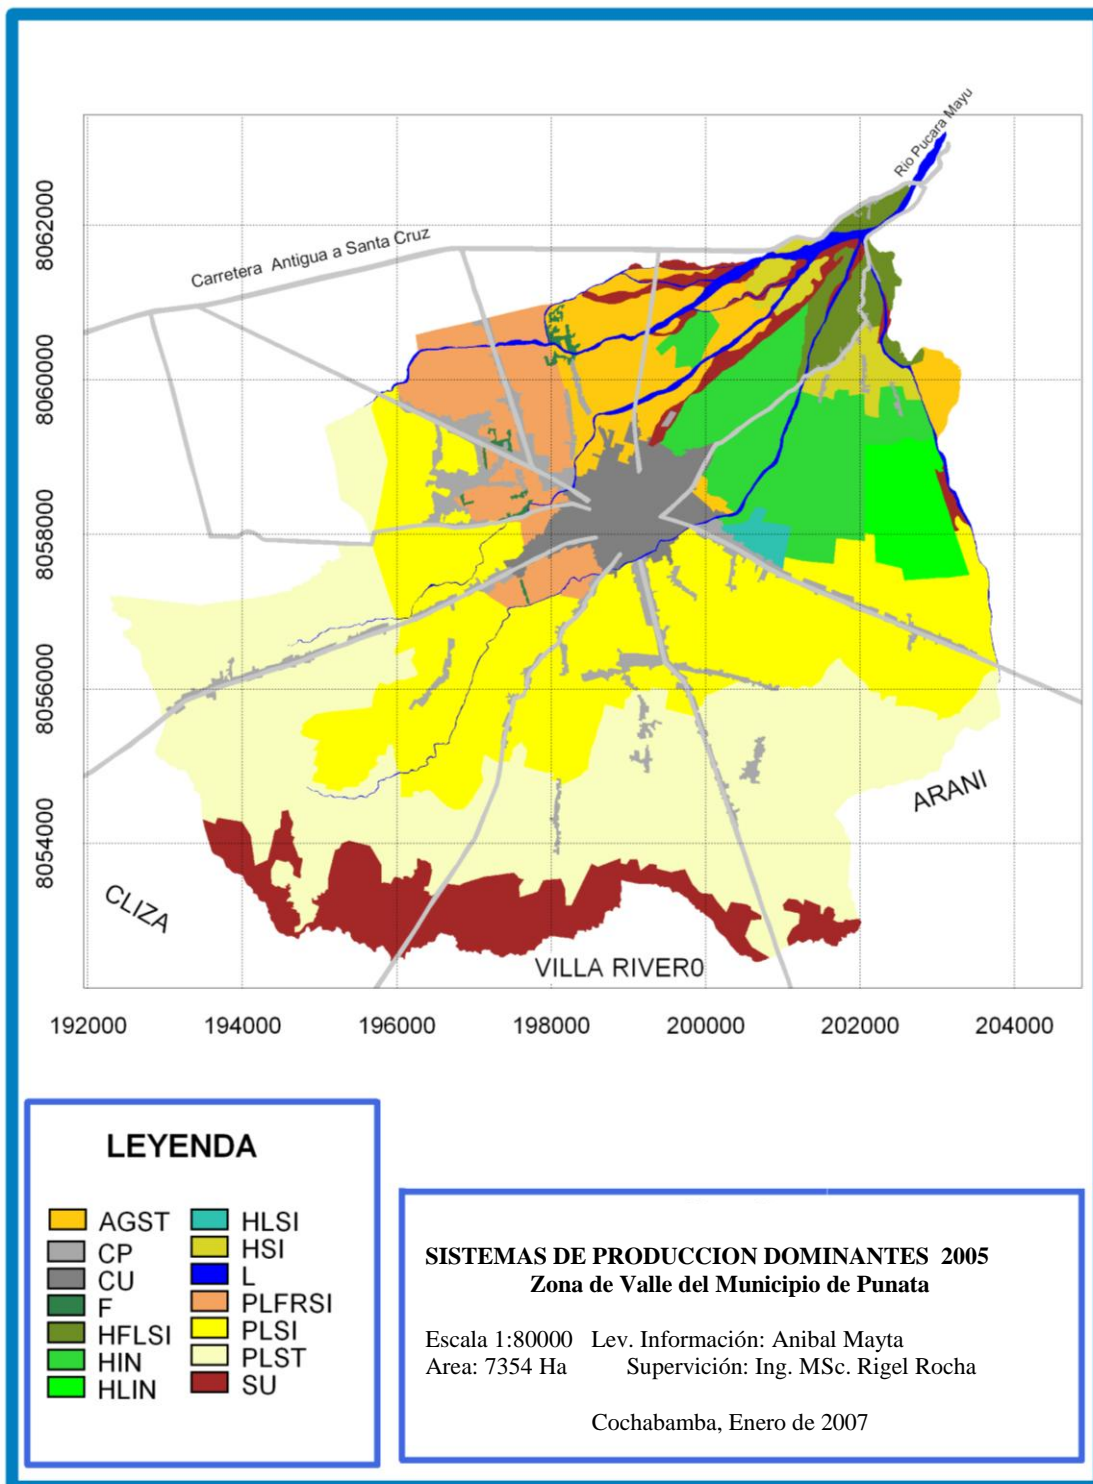 Rio Pucara Mayu
Carretera Antigua a Santa Cruz
8062000
8060000
8058000
8056000
8054000
ARANI
CLIZA
VILLA RIVER0
192000 194000 196000 198000 200000 202000 204000
LEYENDA
AGST
CP
CU
F
HFLSI
HIN
HLIN
HLSI
HSI
L
PLFRSI
PLSI
PLST
SU
SISTEMAS DE PRODUCCION DOMINANTES 2005
Zona de Valle del Municipio de Punata
Escala 1:80000 Lev. Información: Anibal Mayta
Area: 7354 Ha Supervición: Ing. MSc. Rigel Rocha
Cochabamba, Enero de 2007